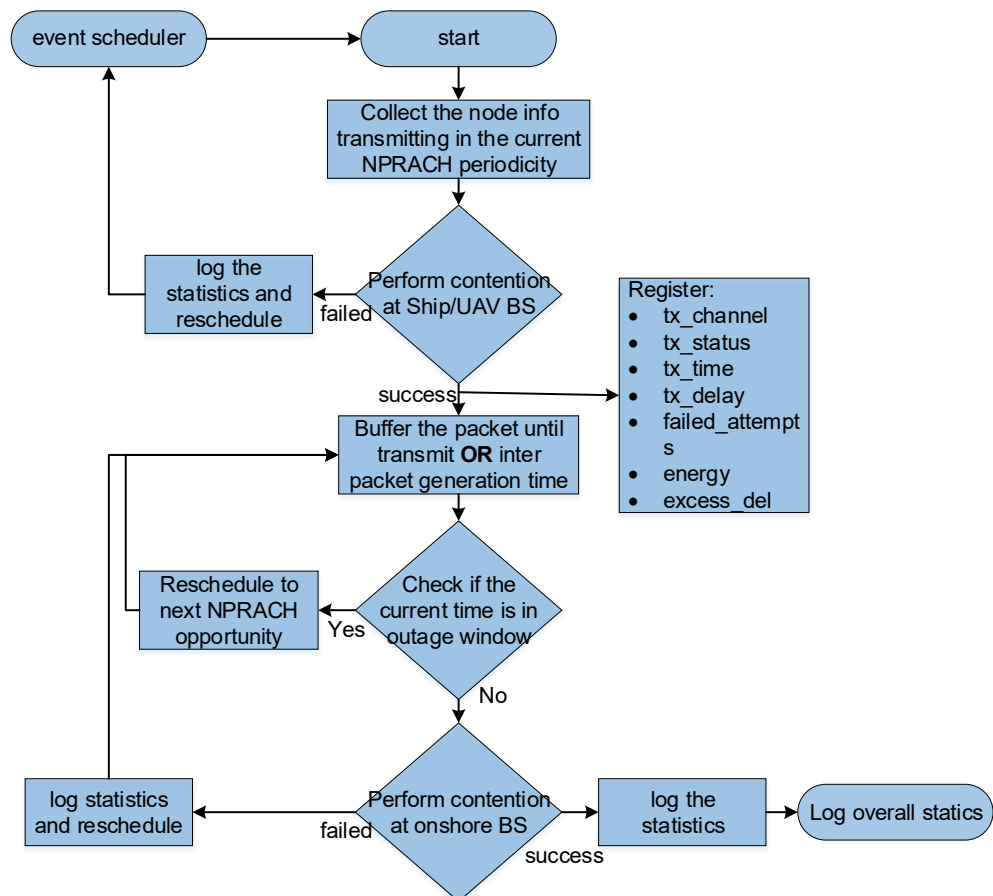 event scheduler
start
Collect the node info
transmitting in the current
NPRACH periodicity
log the
statistics and
reschedule
failed
Perform contention
at Ship/UAV BS
Register:
• tx_channel
• tx_status
• tx_time
• tx_delay
• failed_attempt
s
• energy
• excess_del
success
Buffer the packet until
transmit OR inter
packet generation time
Reschedule to
next NPRACH
opportunity
Yes
Check if the
current time is in
outage window
No
log statistics
and reschedule
failed
Perform contention
at onshore BS
success
log the
statistics
Log overall statics